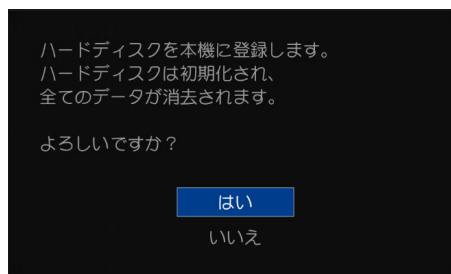 ハードディスクを本機に登録します。
ハードディスクは初期化され、
全てのデータが消去されます。
よろしいですか？
はい
いいえ